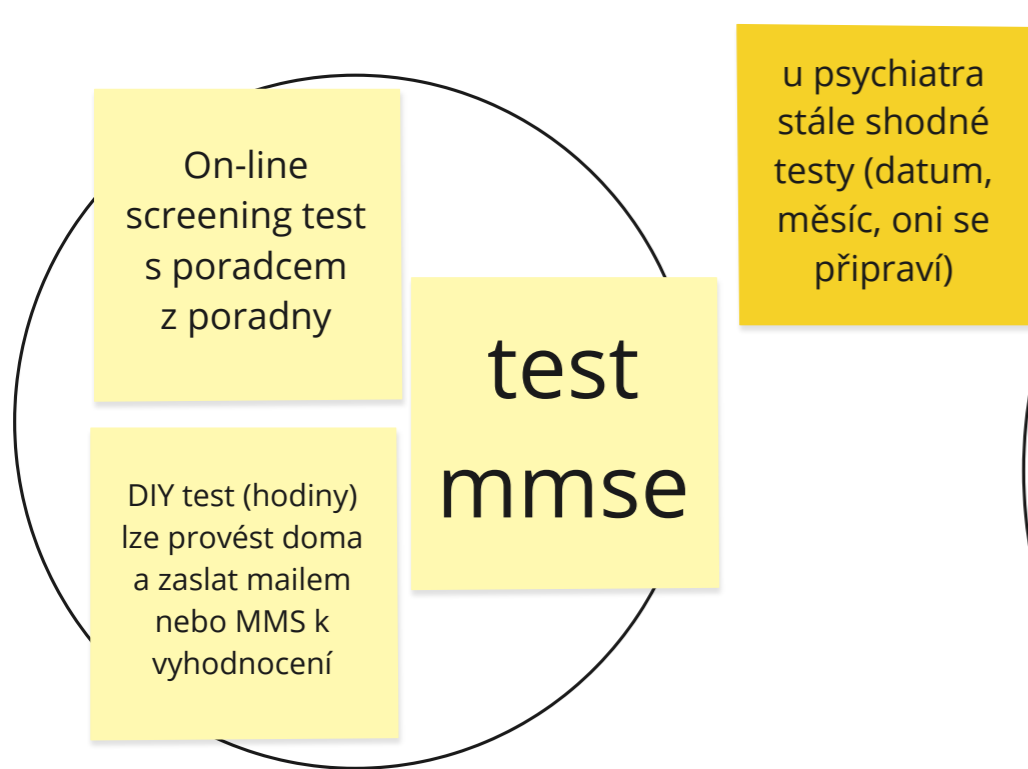 On-line
screening test
s poradcem
z poradny
DIY test (hodiny)
lze provést doma
a zaslat mailem
nebo MMS k
vyhodnocení
test
mmse
u psychiatra
stále shodné
testy (datum,
měsíc, oni se
připraví)